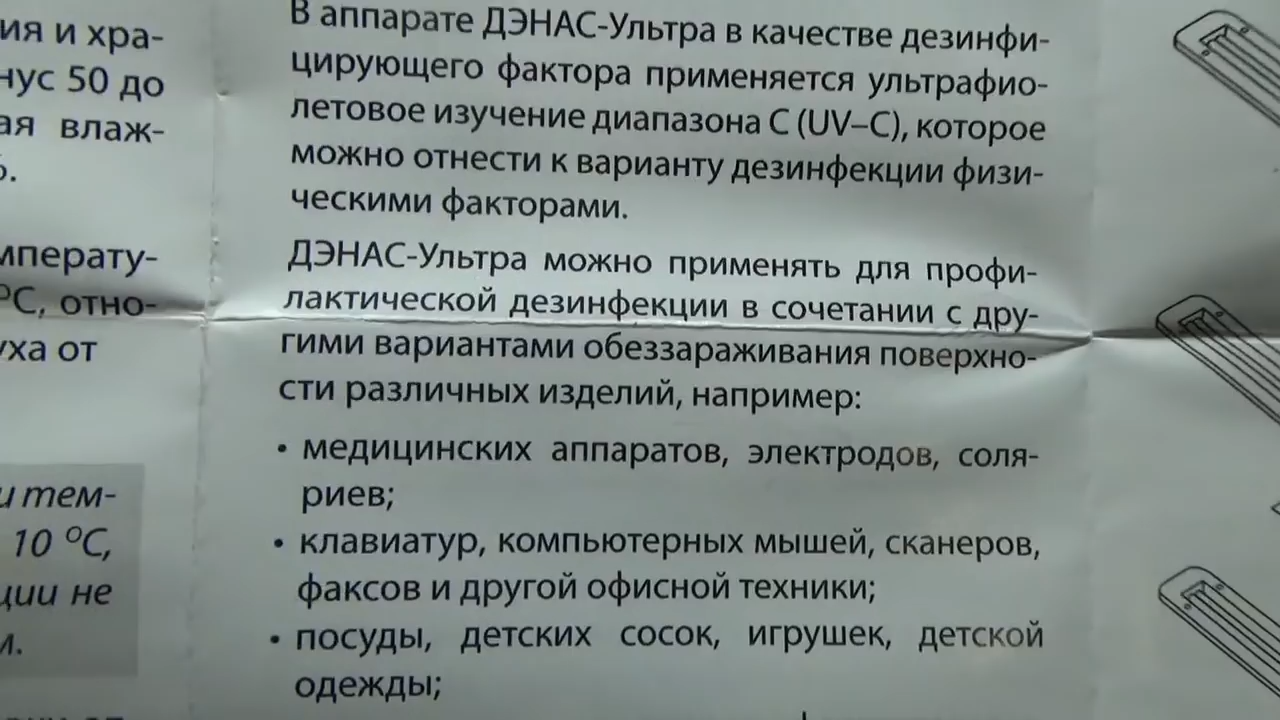 ия и хра-
нус 50 до
ая влаж-
мперату-
ºС, отно-
уха от
и тем-
10 ºС,
ции не
м.
В аппарате ДЭНАС-Ультра в качестве дезинфи-
цирующего фактора применяется ультрафио-
летовое изучение диапазона С (UV–C), которое
можно отнести к варианту дезинфекции физи-
ческими факторами.
ДЭНАС-Ультра можно применять для профи-
лактической дезинфекции в сочетании с дру-
гими вариантами обеззараживания поверхно-
сти различных изделий, например:
• медицинских аппаратов, электродов, соля-
риев;
• клавиатур, компьютерных мышей, сканеров,
факсов и другой офисной техники;
• посуды, детских сосок, игрушек, детской
одежды;